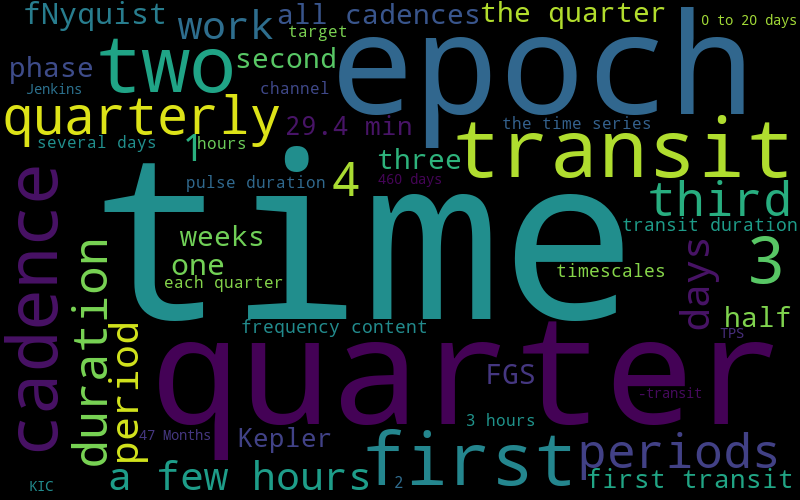 fNyquist
work
all cadences
the quarter
0 to 20 days
target
epoch
two
second
phase
Jenkins
channel
quarterly
29.4 min
the time series
several days
1
hours
transit
three
pulse duration
4
460 days
third
time
cadence
transit duration
weeks
one
each quarter
timescales
days
3
duration
period
frequency content
half
TPS
quarter
FGS
-transit
3 hours
47 Months
Kepler
first
periods
a few hours
first transit
KIC
2